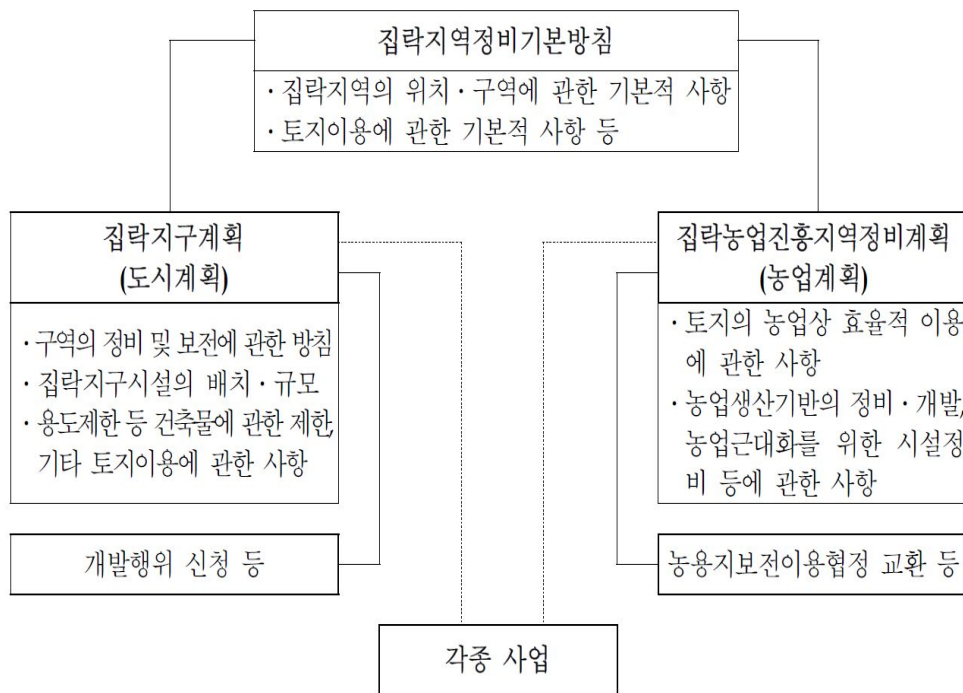 집락지역정비기본방침
· 집락지역의 위치 · 구역에 관한 기본적 사항
· 토지이용에 관한 기본적 사항 등
집락지구계획
(도시계획)
· 구역의 정비 및 보전에 관한 방침
· 집락지구시설의 배치 · 규모
· 용도제한 등 건축물에 관한 제한,
기타 토지이용에 관한 사항
개발행위 신청 등
집락농업진흥지역정비계획
(농업계획)
· 토지의 농업상 효율적 이용
에 관한 사항
· 농업생산기반의 정비 · 개발,
농업근대화를 위한 시설정
비 등에 관한 사항
농용지보전이용협정 교환 등
각종 사업